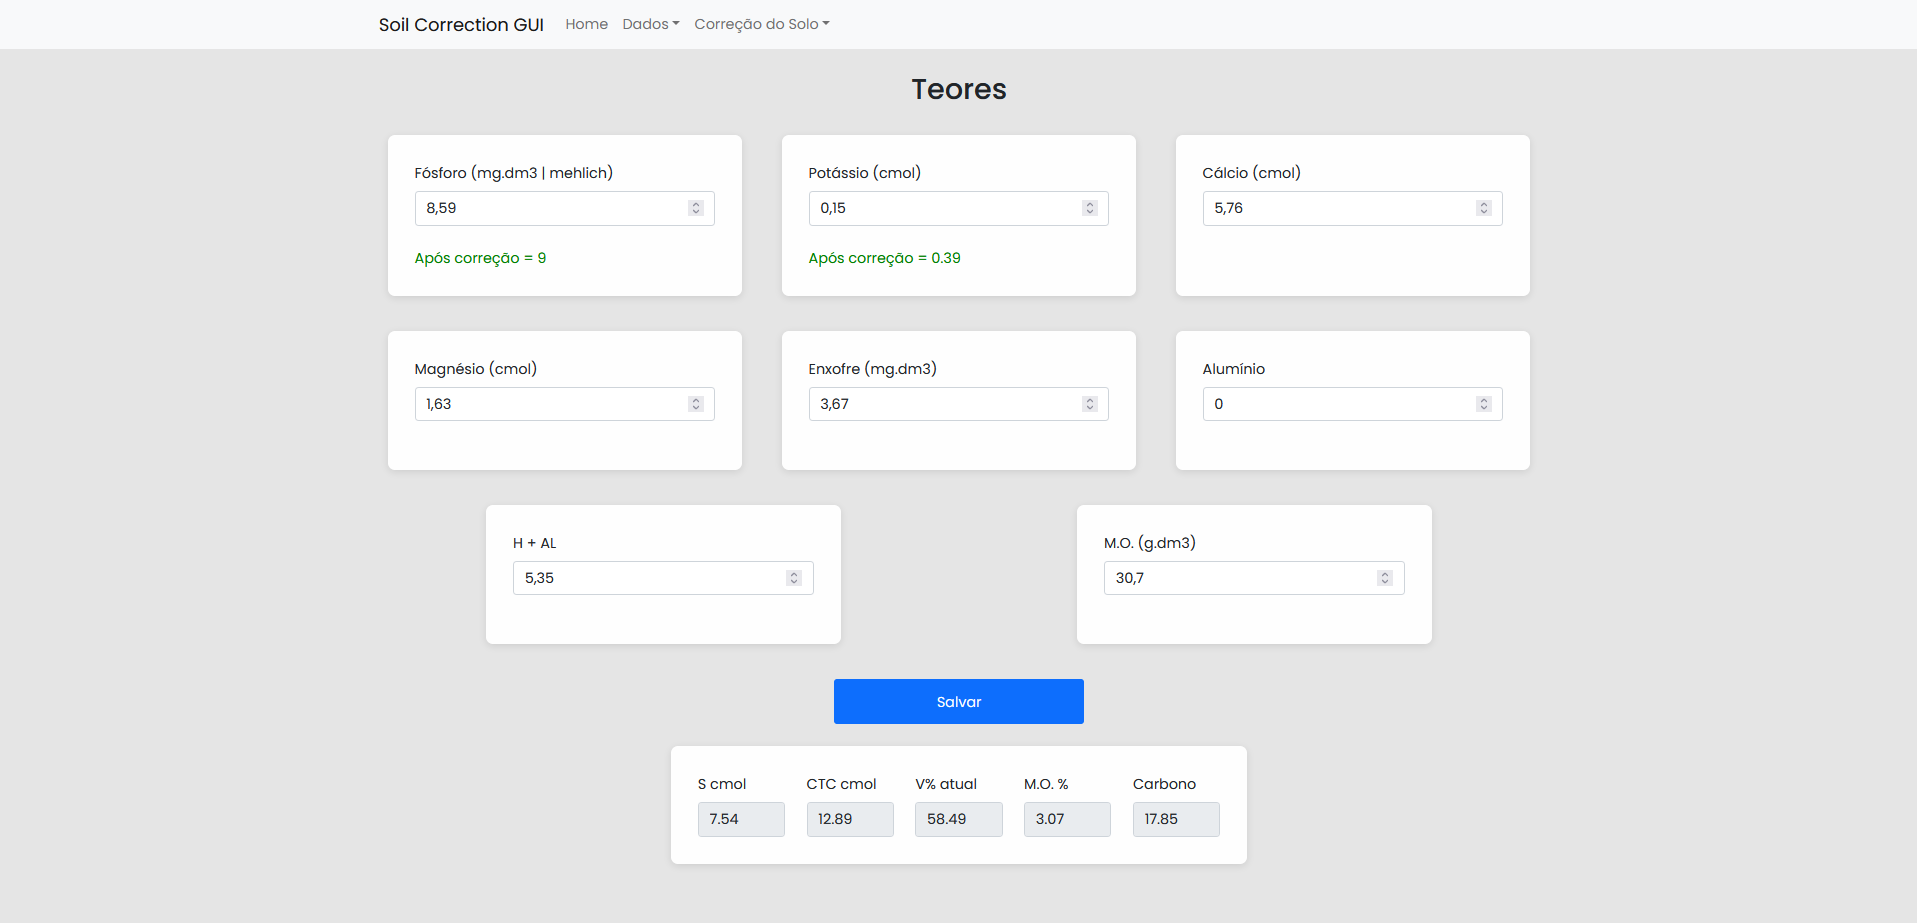 Soil Correction GUI Home Dados Correção do Solo
Teores
Fósforo (mg.dm3 | mehlich)
8,59
Após correção = 9
Potássio (cmol)
0,15
Após correção = 0.39
Cálcio (cmol)
5,76
Magnésio (cmol)
1,63
Enxofre (mg.dm3)
3,67
Alumínio
0
H + AL
5,35
M.O. (g.dm3)
30,7
Salvar
S cmol CTC cmol V% atual M.O. % Carbono
7.54 12.89 58.49 3.07 17.85